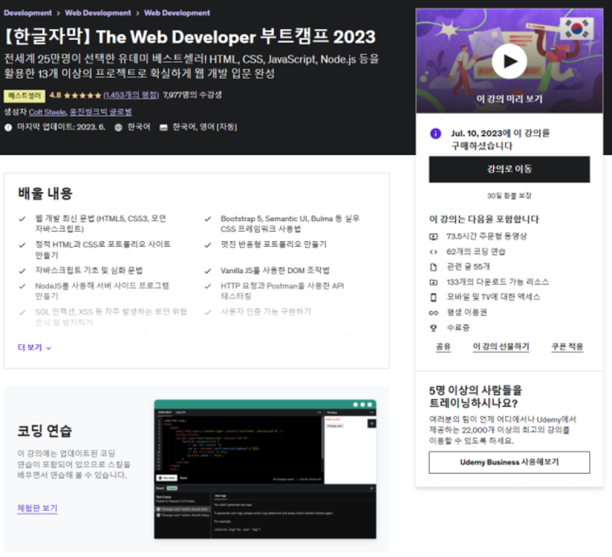 Development > Web Development > Web Development
[한글자막] The Web Developer 부트캠프 2023
전세계 25만명이 선택한 유데미 베스트셀러! HTML, CSS, JavaScript, Node.js 등을
활용한 13개 이상의 프로젝트로 확실하게 웹 개발 입문 완성
베스트셀러 4.8 ★★★★★ (1,453개의 평점) 7,977명의 수강생
생성자 Colt Steele, 웅진씽크빅 글로벌
마지막 업데이트: 2023. 6. 한국어 한국어, 영어 [자동]
이 강의 미리 보기
Jul. 10, 2023에 이 강의를
구매하셨습니다
강의로 이동
30일 환불 보장
이 강의는 다음을 포함합니다
73.5시간 주문형 동영상
62개의 코딩 연습
관련 글 55개
133개의 다운로드 가능 리소스
모바일 및 TV에 대한 액세스
평생 이용권
수료증
공유 이 강의 선물하기 쿠폰 적용
5명 이상의 사람들을
트레이닝하시나요?
여러분의 팀이 언제 어디에서나 Udemy에서
제공하는 22,000개 이상의 최고의 강의를
이용할 수 있도록 하세요.
Udemy Business 사용해보기
배울 내용
웹 개발 최신 문법 (HTML5, CSS3, 모던
자바스크립트)
정적 HTML과 CSS로 포트폴리오 사이트
만들기
자바스크립트 기초 및 심화 문법
NodeJS를 사용해 서버 사이드 프로그램
만들기
SQL 인젝션, XSS 등 자주 발생하는 보안 위협
인식 및 방지하기
Bootstrap 5, Semantic UI, Bulma 등 실무
CSS 프레임워크 사용법
멋진 반응형 포트폴리오 만들기
Vanilla JS를 사용한 DOM 조작법
HTTP 요청과 Postman을 사용한 API
테스터링
사용자 인증 기능 구현하기
더 보기
코딩 연습
이 강의에는 업데이트된 코딩
연습이 포함되어 있으므로 스킬을
배우면서 연습해 볼 수 있습니다.
체험판 보기